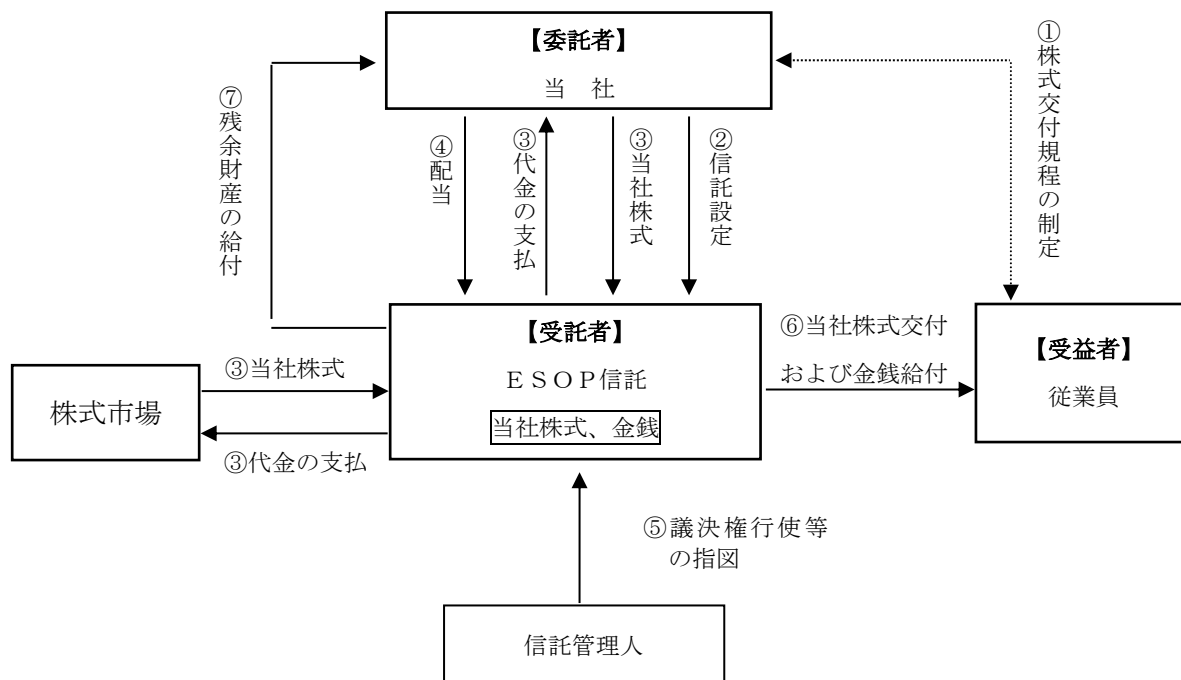 【委託者】
当 社
①株式交付規程の制定
⑦残余財産の給付
④配当
③代金の支払
③当社株式
②信託設定
【受託者】
ESOP信託
当社株式、金銭
⑥当社株式交付
および金銭給付
【受益者】
従業員
株式市場
③当社株式
③代金の支払
⑤議決権行使等
の指図
信託管理人